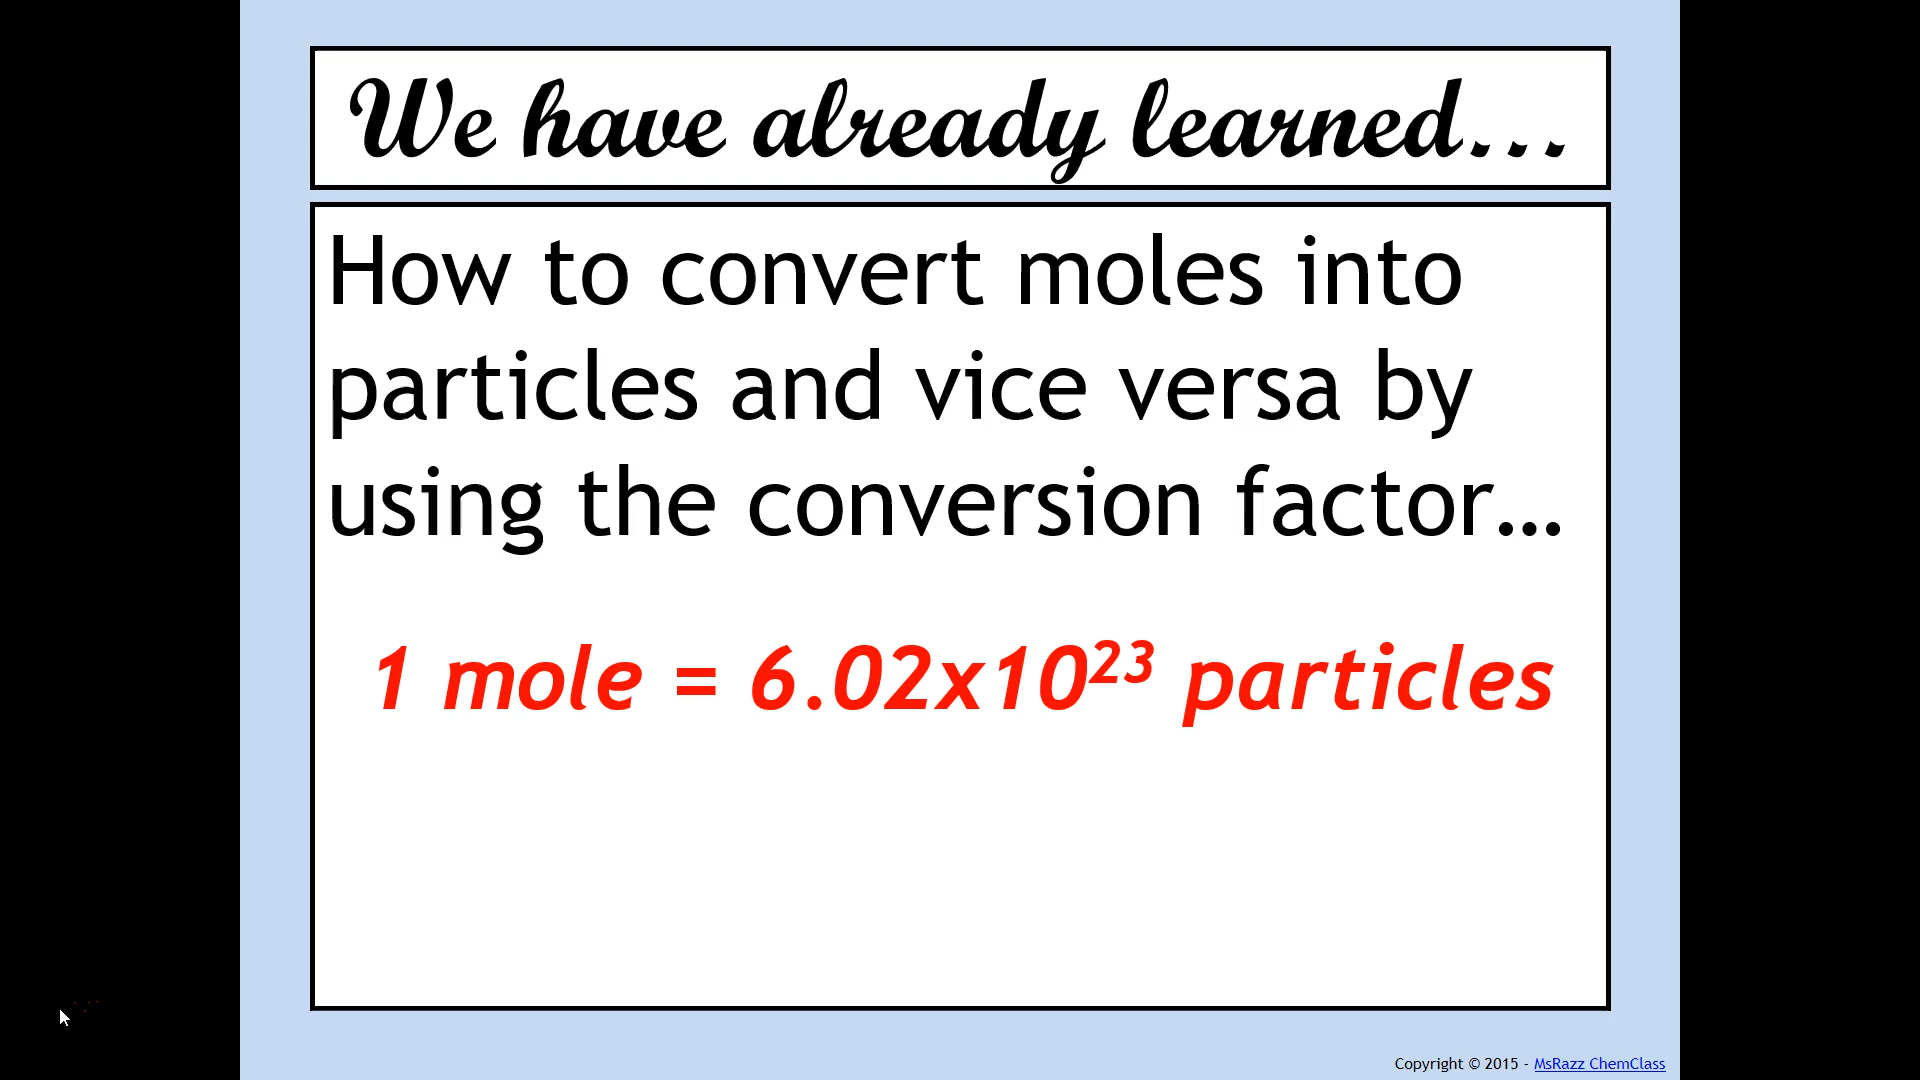 We have already learned...
How to convert moles into
particles and vice versa by
using the conversion factor…
1 mole = 6.02x10²³ particles
Copyright © 2015 - MsRazz ChemClass